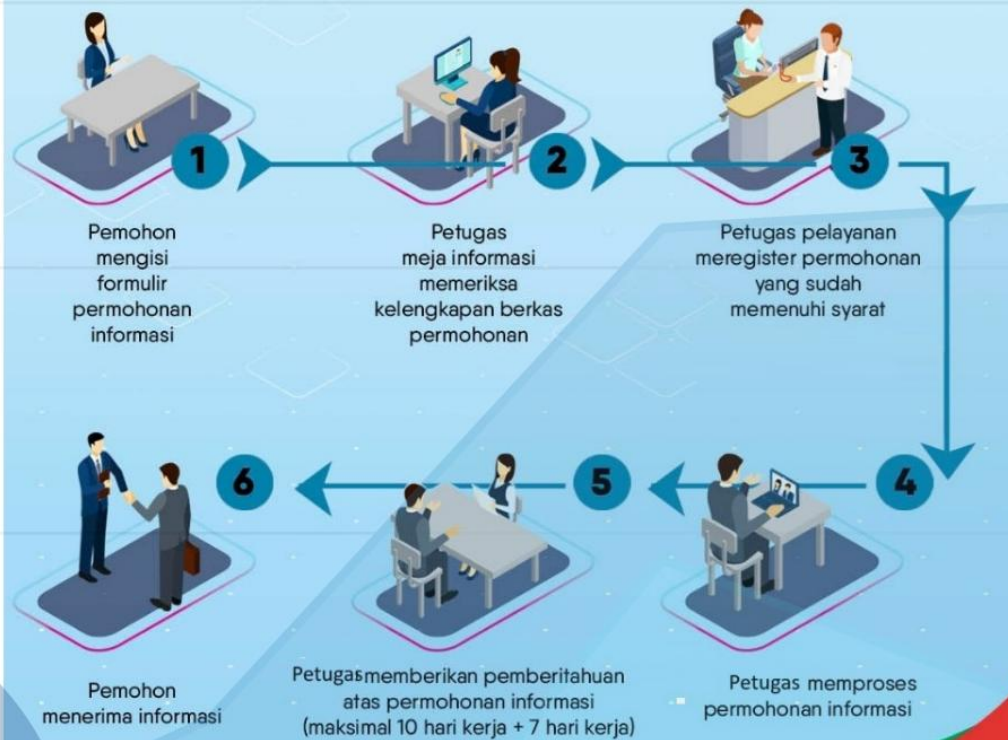 1
Pemohon
mengisi
formulir
permohonan
informasi
2
Petugas
meja informasi
memeriksa
kelengkapan berkas
permohonan
3
Petugas pelayanan
meregister permohonan
yang sudah
memenuhi syarat
4
Petugas memproses
permohonan informasi
5
Petugas memberikan pemberitahuan
atas permohonan informasi
(maksimal 10 hari kerja + 7 hari kerja)
6
Pemohon
menerima informasi